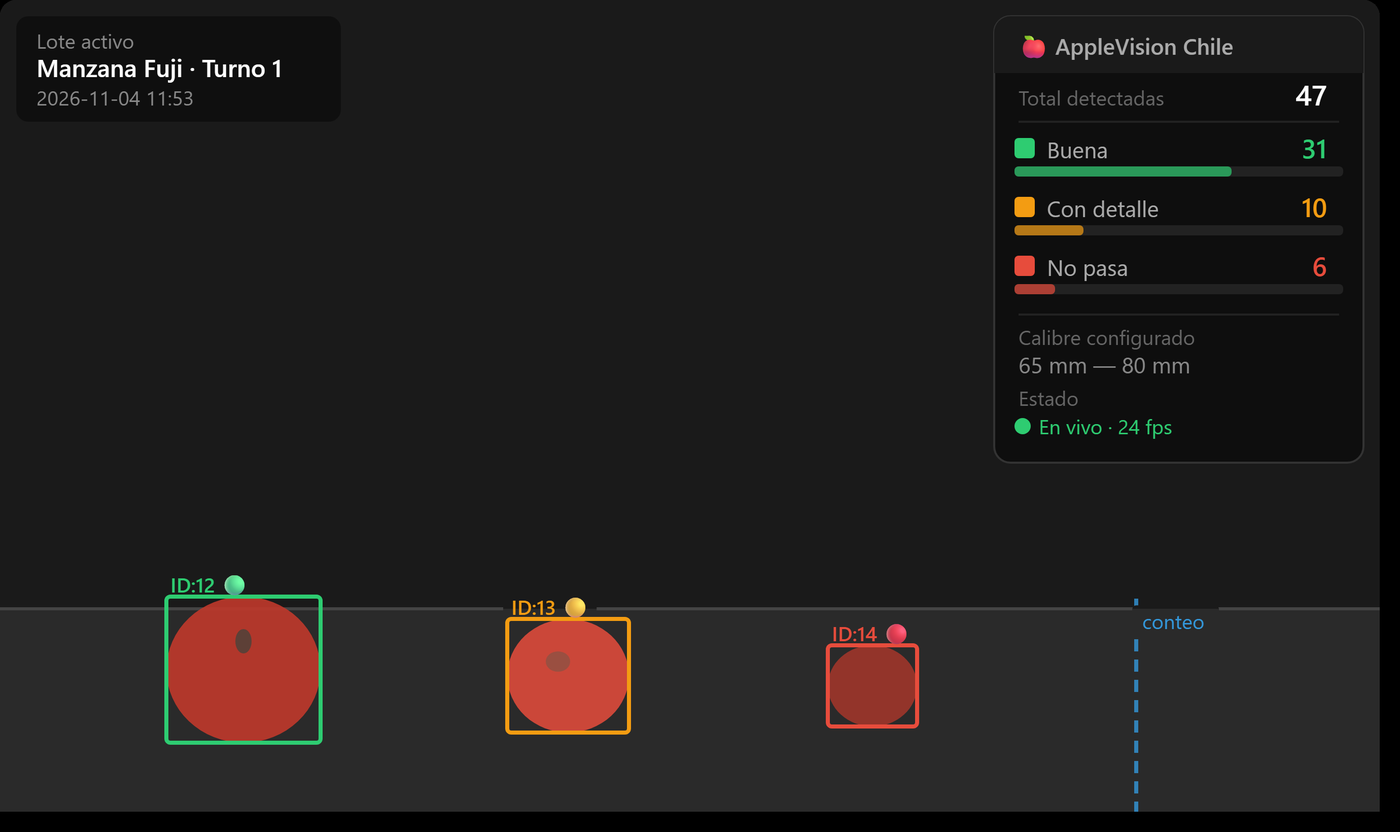 Lote activo
Manzana Fuji · Turno 1
2026-11-04 11:53
AppleVision Chile
Total detectadas 47
Buena 31
Con detalle 10
No pasa 6
Calibre configurado
65 mm — 80 mm
Estado
En vivo · 24 fps
ID:12
ID:13
ID:14
conteo